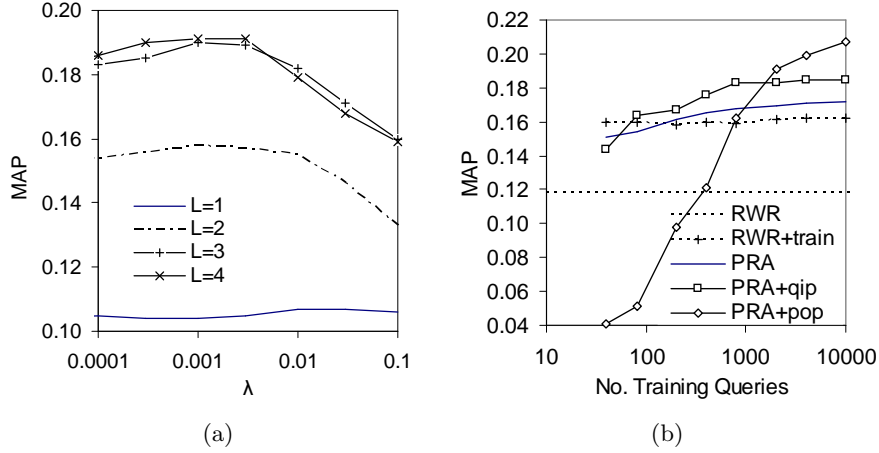 0.20
0.18
0.16
0.14
0.12
0.10
MAP
L=1
L=2
L=3
L=4
0.0001 0.001 0.01 0.1
λ
(a)
0.22
0.20
0.18
0.16
0.14
0.12
0.10
0.08
0.06
0.04
MAP
RWR
RWR+train
PRA
PRA+qip
PRA+pop
10 100 1000 10000
No. Training Queries
(b)